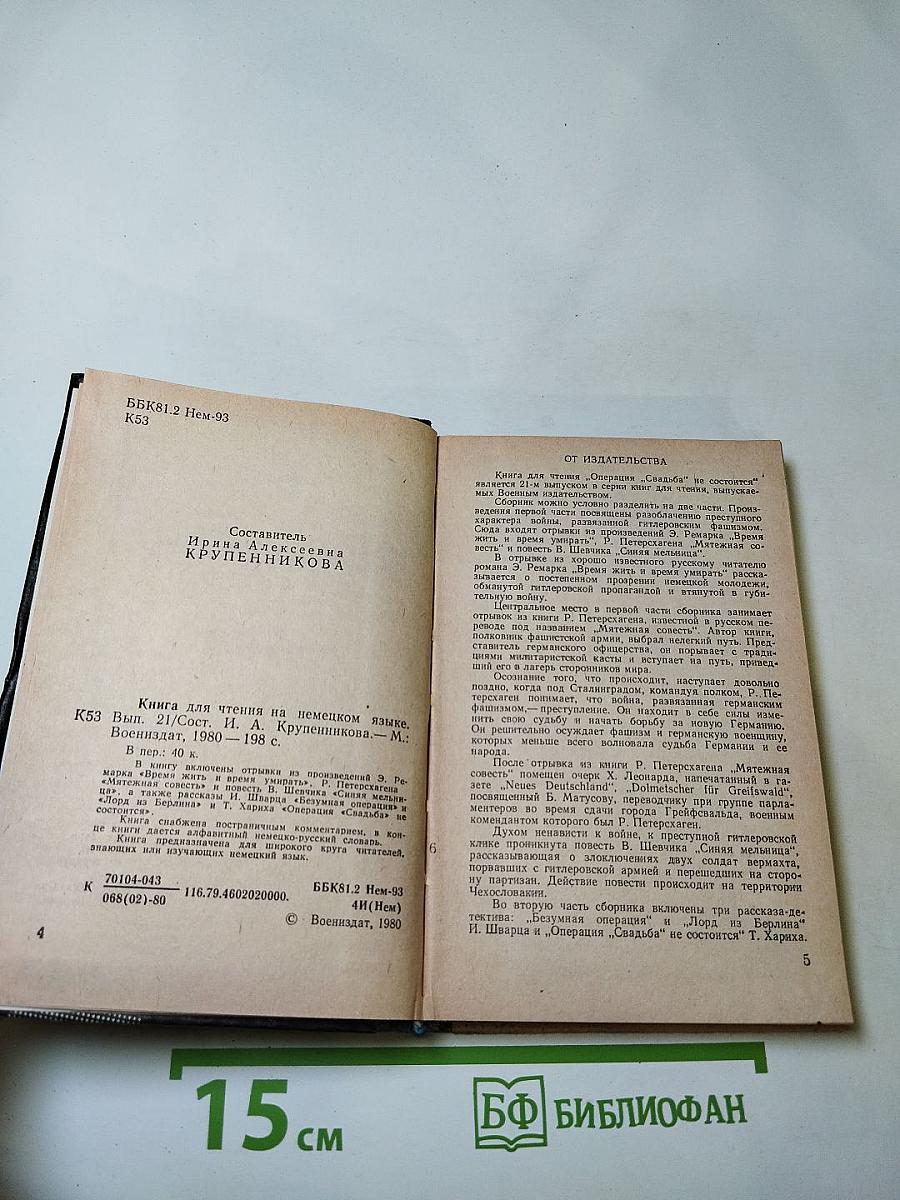 ББК81.2 Нем-93
К53
Составитель
Ирина Алексеевна
КРУПЕННИКОВА
Книга для чтения на немецком языке.
К53 Вып. 21/Сост. И. А. Крупенникова.— М.:
Воениздат, 1980 — 198 с.
В пер.: 40 к.
В книгу включены отрывки из произведений Э. Ре-
марка «Время жить и время умирать", Р. Петерсхагена
«Мятежная совесть» и повесть В. Шевчика «Синяя мельни-
ца», а также рассказы И. Шварца «Безумная операция» и
«Лорд из Берлина» и Т. Хариха «Операция «Свадьба» не
состоится».
Книга снабжена постраничным комментарием, в кон-
це книги дается алфавитный немецко-русский словарь.
Книга предназначена для широкого круга читателей,
знающих или изучающих немецкий язык.
К 70104-043
068(02)-80 116.79.4602020000. ББК81.2 Нем-93
4И(Нем)
© Воениздат, 1980
4
ОТ ИЗДАТЕЛЬСТВА
Книга для чтения „Операция „Свадьба" не состоится"
является 21-м выпуском в серии книг для чтения, выпускае-
мых Военным издательством.
Сборник можно условно разделить на две части. Произ-
ведения первой части посвящены разоблачению преступного
характера войны, развязанной гитлеровским фашизмом.
Сюда входят отрывки из произведений Э. Ремарка „Время
жить и время умирать", Р. Петерсхагена „Мятежная со-
весть" и повесть В. Шевчика „Синяя мельница".
В отрывке из хорошо известного русскому читателю
романа Э. Ремарка „Время жить и время умирать" расска-
зывается о постепенном прозрении немецкой молодежи,
обманутой гитлеровской пропагандой и втянутой в губи-
тельную войну.
Центральное место в первой части сборника занимает
отрывок из книги Р. Петерсхагена, известной в русском пе-
реводе под названием „Мятежная совесть". Автор книги,
полковник фашистской армии, выбрал нелегкий путь. Пред-
ставитель германского офицерства, он порывает с тради-
циями милитаристской касты и вступает на путь, привед-
ший его в лагерь сторонников мира.
Осознание того, что происходит, наступает довольно
поздно, когда под Сталинградом, командуя полком, Р. Пе-
терсхаген понимает, что война, развязанная германским
фашизмом,— преступление. Он находит в себе силы изме-
нить свою судьбу и начать борьбу за новую Германию.
Он решительно осуждает фашизм и германскую военщину,
которых меньше всего волновала судьба Германии и ее
народа.
После отрывка из книги Р. Петерсхагена „Мятежная
совесть" помещен очерк Х. Леонарда, напечатанный в га-
зете „Neues Deutschland", „Dolmetscher für Greifswald",
посвященный Б. Матусову, переводчику при группе парла-
ментеров во время сдачи города Грейфсвальда, военным
комендантом которого был Р. Петерсхаген.
Духом ненависти к войне, к преступной гитлеровской
клике проникнута повесть В. Шевчика „Синяя мельница",
рассказывающая о злоключениях двух солдат вермахта,
порвавших с гитлеровской армией и перешедших на сторо-
ну партизан. Действие повести происходит на территории
Чехословакии.
Во вторую часть сборника включены три рассказа-де-
тектива: „Безумная операция" и „Лорд из Берлина"
И. Шварца и „Операция „Свадьба" не состоится" Т. Хариха.
6
5
15 см
БФ БИБЛИОФАН